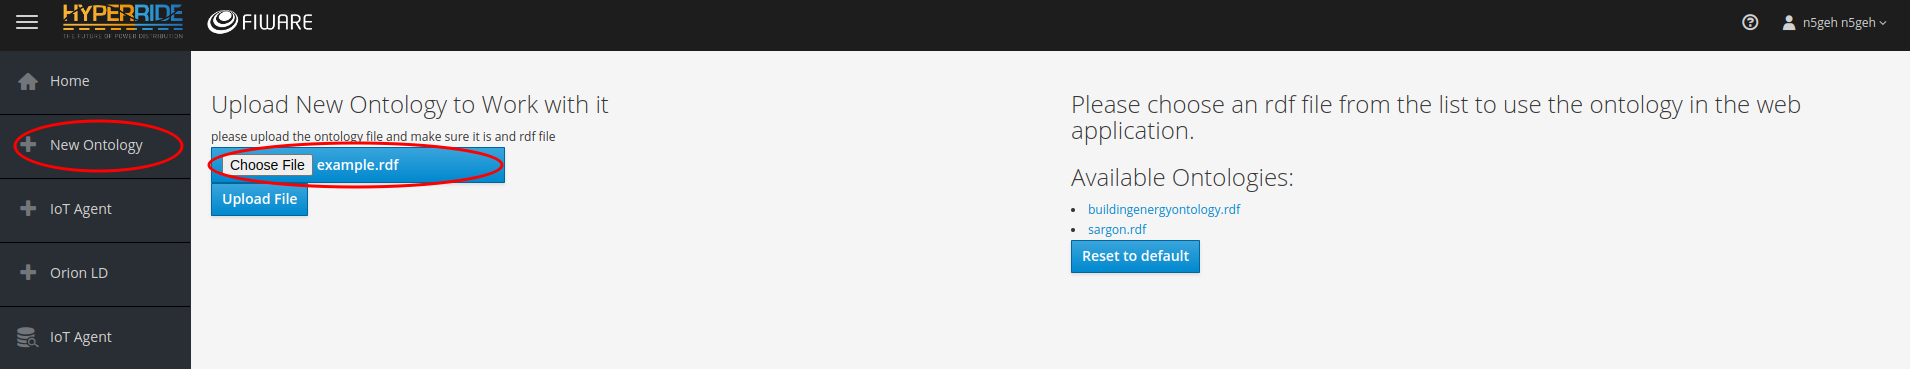 HYPERRIDE
THE FUTURE OF POWER DISTRIBUTION
FIWARE
n5geh n5geh
Home
New Ontology
IoT Agent
Orion LD
IoT Agent
Upload New Ontology to Work with it
please upload the ontology file and make sure it is and rdf file
Choose File example.rdf
Upload File
Please choose an rdf file from the list to use the ontology in the web
application.
Available Ontologies:
buildingenergyontology.rdf
sargon.rdf
Reset to default